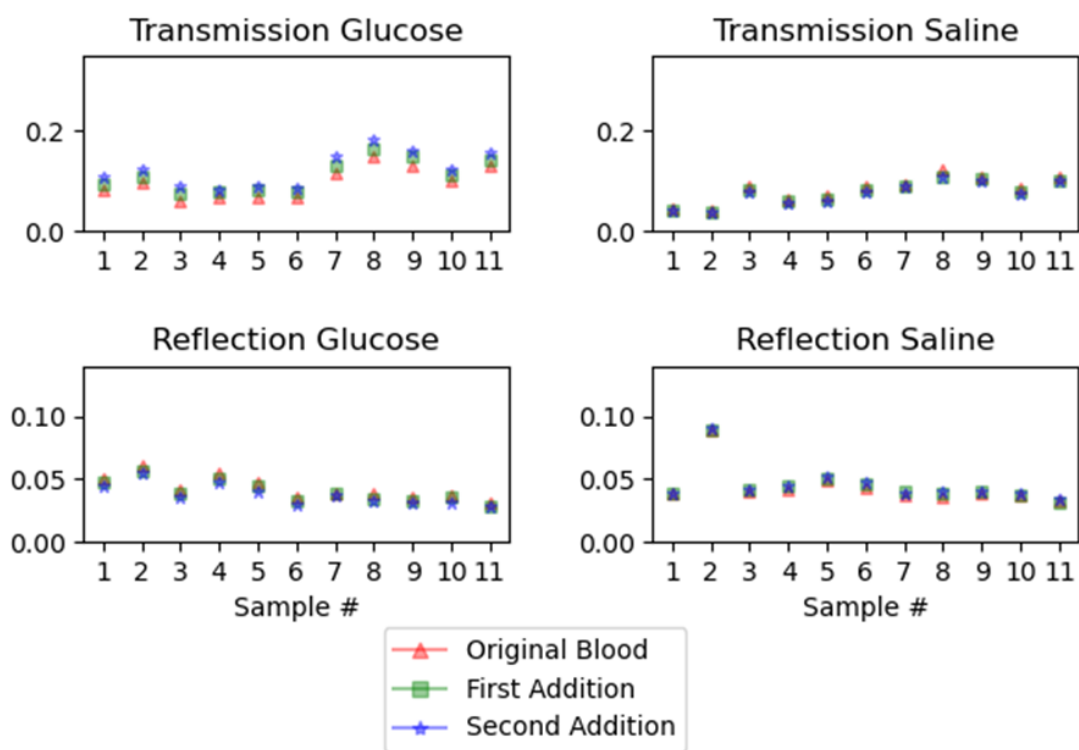 Transmission Glucose
Transmission Saline
0.2
0.0
1 2 3 4 5 6 7 8 9 10 11
0.2
0.0
1 2 3 4 5 6 7 8 9 10 11
Reflection Glucose
Reflection Saline
0.10
0.05
0.00
1 2 3 4 5 6 7 8 9 10 11
Sample #
0.10
0.05
0.00
1 2 3 4 5 6 7 8 9 10 11
Sample #
Original Blood
First Addition
Second Addition